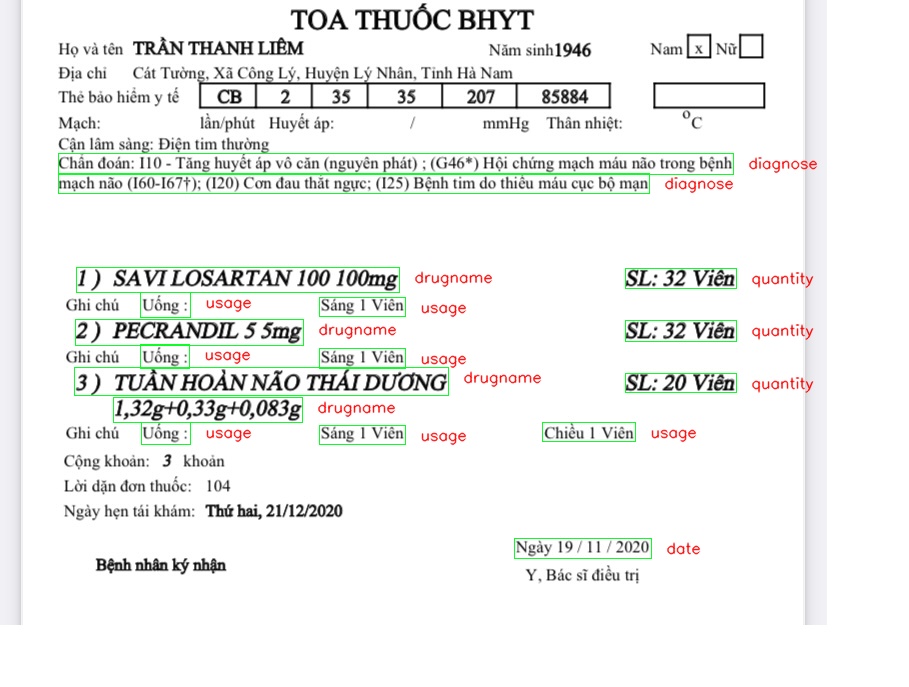 TOA THUỐC BHYT
Họ và tên TRẦN THANH LIÊM Năm sinh 1946 Nam x Nữ
Địa chỉ Cát Tường, Xã Công Lý, Huyện Lý Nhân, Tỉnh Hà Nam
Thẻ bảo hiểm y tế CB 2 35 35 207 85884
Mạch: lần/phút Huyết áp: / mmHg Thân nhiệt: °C
Cận lâm sàng: Điện tim thường
Chẩn đoán: I10 - Tăng huyết áp vô căn (nguyên phát) ; (G46*) Hội chứng mạch máu não trong bệnh diagnose
mạch não (I60-I67†); (I20) Cơn đau thắt ngực; (I25) Bệnh tim do thiếu máu cục bộ mạn diagnose
1 ) SAVI LOSARTAN 100 100mg drugname SL: 32 Viên quantity
Ghi chú Uống : usage Sáng 1 Viên usage
2 ) PECRANDIL 5 5mg drugname SL: 32 Viên quantity
Ghi chú Uống : usage Sáng 1 Viên usage
3 ) TUẦN HOÀN NÃO THÁI DƯƠNG drugname SL: 20 Viên quantity
1,32g+0,33g+0,083g drugname
Ghi chú Uống : usage Sáng 1 Viên usage Chiều 1 Viên usage
Cộng khoản: 3 khoản
Lời dặn đơn thuốc: 104
Ngày hẹn tái khám: Thứ hai, 21/12/2020
Ngày 19 / 11 / 2020 date
Bệnh nhân ký nhận
Y, Bác sĩ điều trị